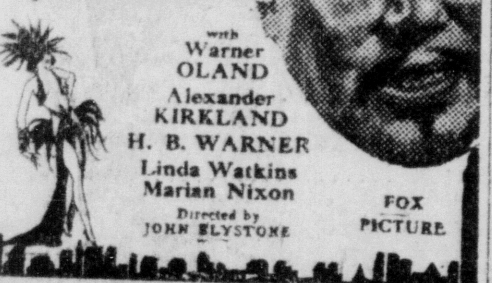 with
Warner
OLAND
Alexander
KIRKLAND
H. B. WARNER
Linda Watkins
Marian Nixon
Directed by
JOHN BLYSTONE
FOX
PICTURE